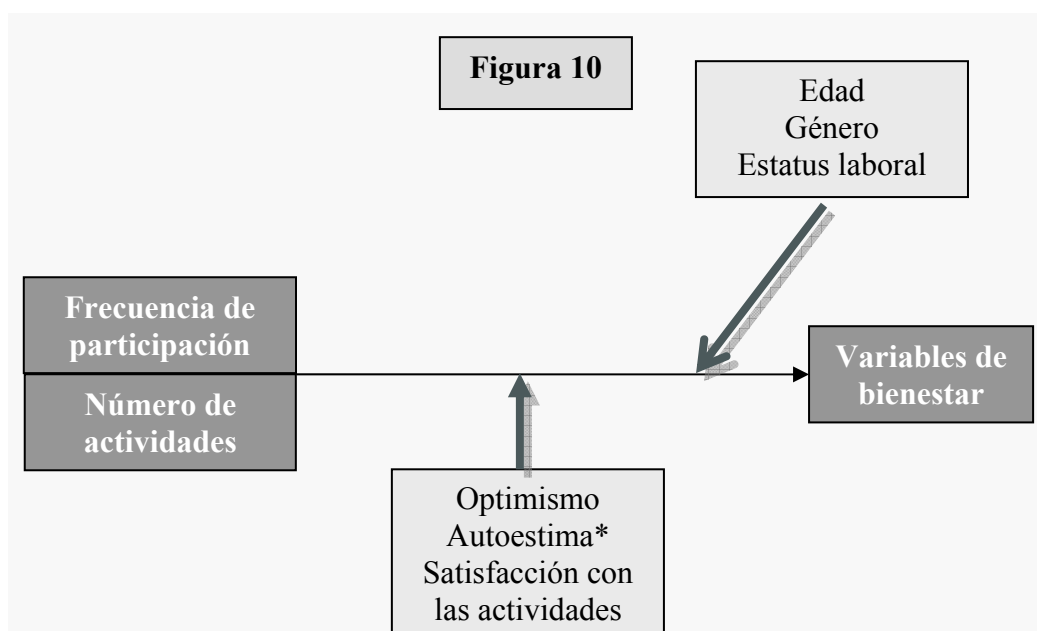 Figura 10
Edad
Género
Estatus laboral
Frecuencia de
participación
Número de
actividades
Variables de
bienestar
Optimismo
Autoestima*
Satisfacción con
las actividades